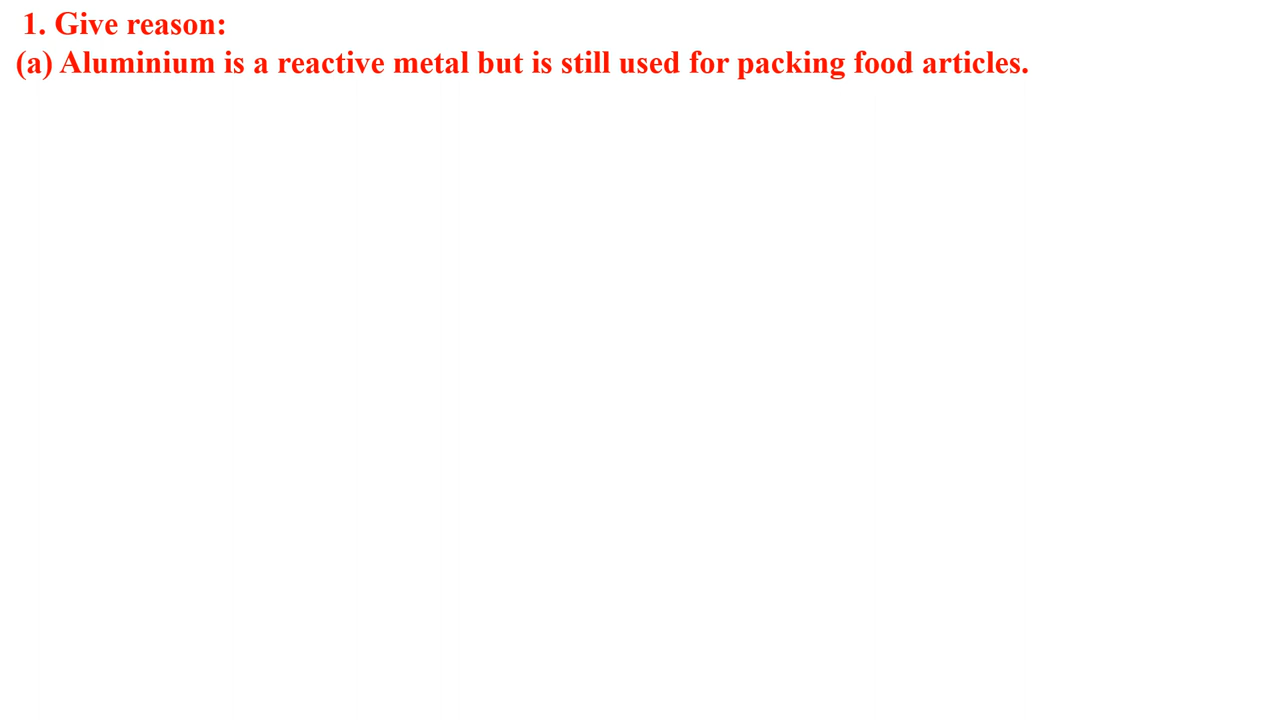 1. Give reason:
(a) Aluminium is a reactive metal but is still used for packing food articles.